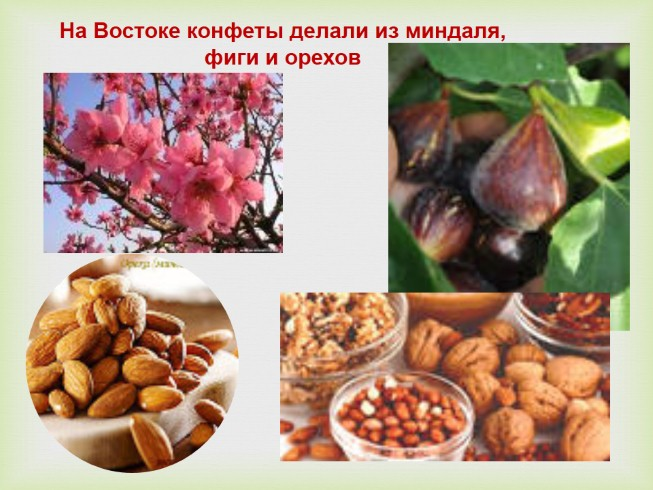 На Востоке конфеты делали из миндаля,
фиги и орехов